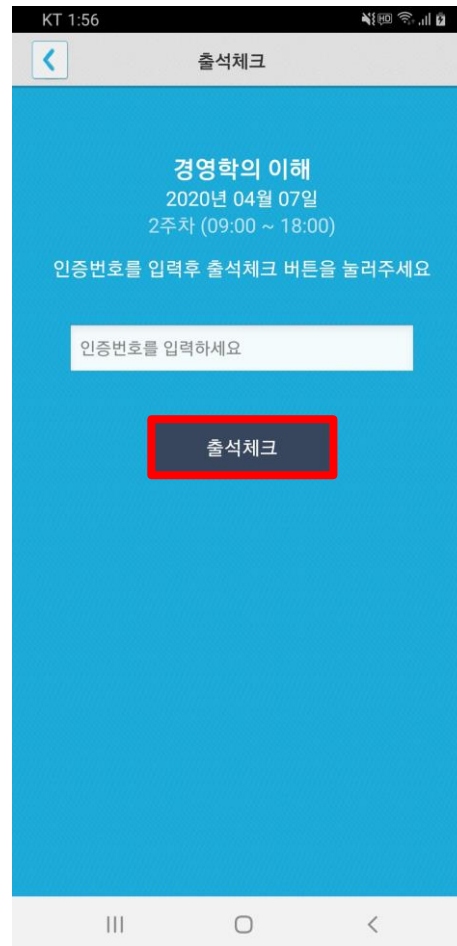 KT 1:56
출석체크
경영학의 이해
2020년 04월 07일
2주차 (09:00 ~ 18:00)
인증번호를 입력후 출석체크 버튼을 눌러주세요
인증번호를 입력하세요
출석체크